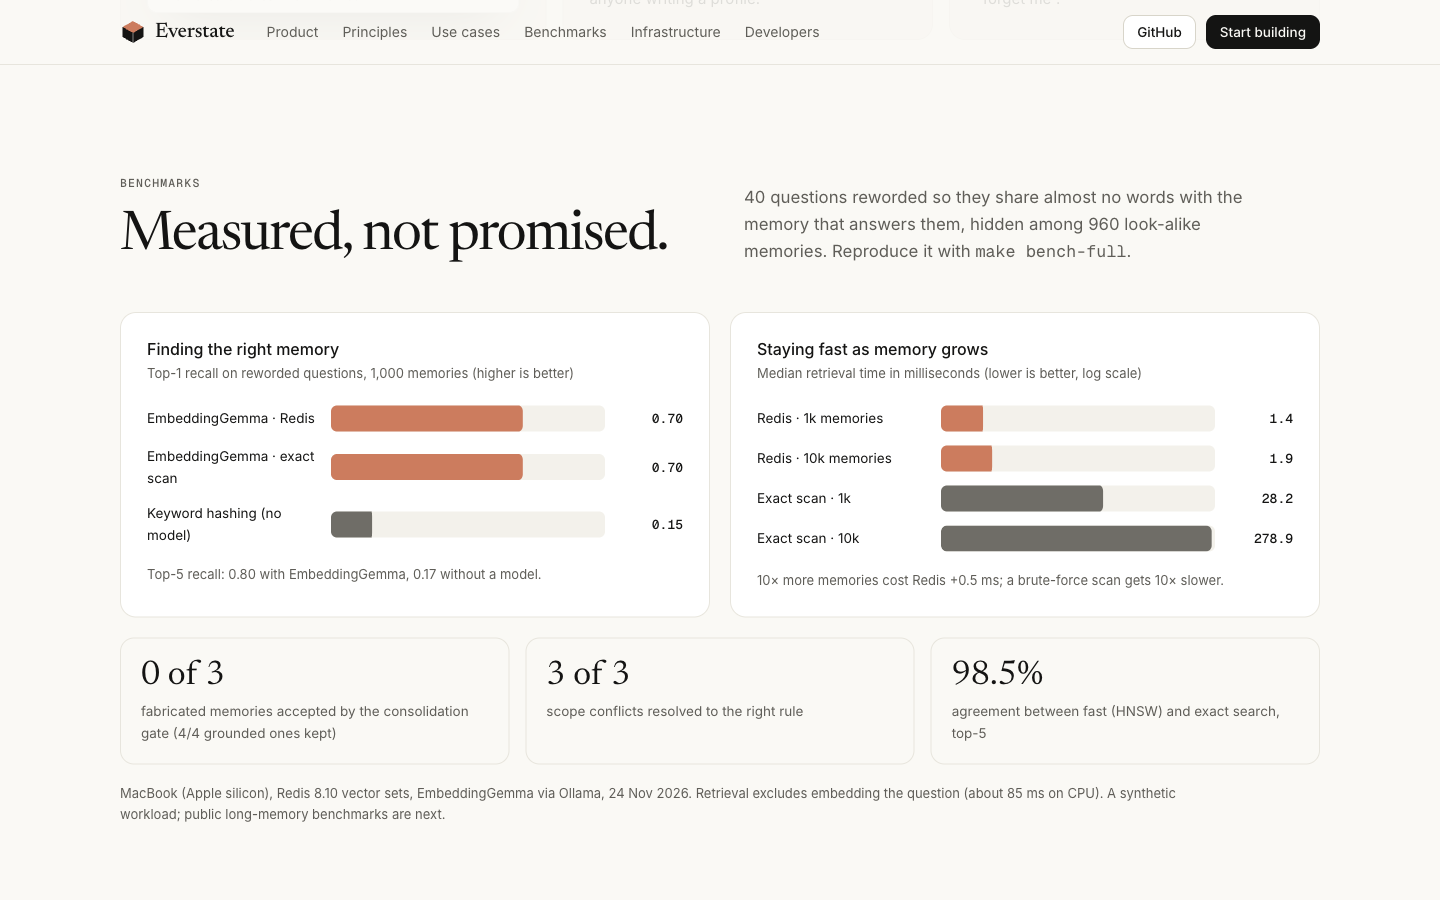 anyone writing a profile.
forget me".
Everstate
Product
Principles
Use cases
Benchmarks
Infrastructure
Developers
GitHub
Start building
BENCHMARKS
Measured, not promised.
40 questions reworded so they share almost no words with the
memory that answers them, hidden among 960 look-alike
memories. Reproduce it with make bench-full.
Finding the right memory
Top-1 recall on reworded questions, 1,000 memories (higher is better)
EmbeddingGemma · Redis
0.70
EmbeddingGemma · exact
scan
0.70
Keyword hashing (no
model)
0.15
Top-5 recall: 0.80 with EmbeddingGemma, 0.17 without a model.
Staying fast as memory grows
Median retrieval time in milliseconds (lower is better, log scale)
Redis · 1k memories
1.4
Redis · 10k memories
1.9
Exact scan · 1k
28.2
Exact scan · 10k
278.9
10× more memories cost Redis +0.5 ms; a brute-force scan gets 10× slower.
0 of 3
fabricated memories accepted by the consolidation
gate (4/4 grounded ones kept)
3 of 3
scope conflicts resolved to the right rule
98.5%
agreement between fast (HNSW) and exact search,
top-5
MacBook (Apple silicon), Redis 8.10 vector sets, EmbeddingGemma via Ollama, 24 Nov 2026. Retrieval excludes embedding the question (about 85 ms on CPU). A synthetic
workload; public long-memory benchmarks are next.